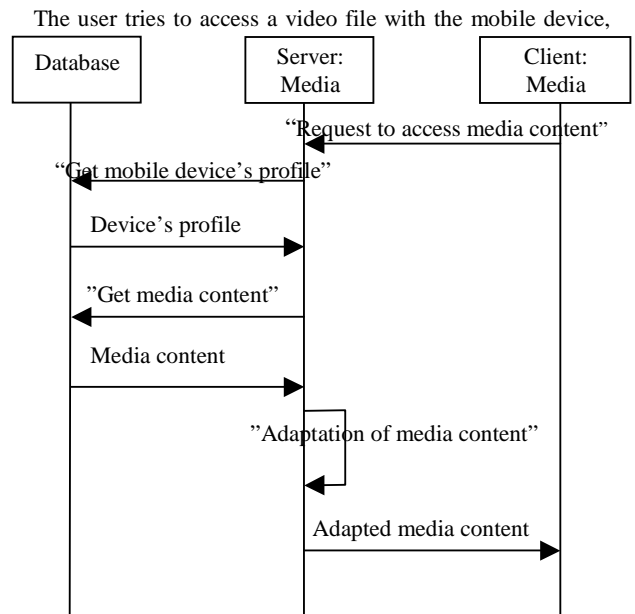 The user tries to access a video file with the mobile device,
Database
Server:
Media
Client:
Media
“Request to access media content”
“Get mobile device’s profile”
Device’s profile
”Get media content”
Media content
”Adaptation of media content”
Adapted media content